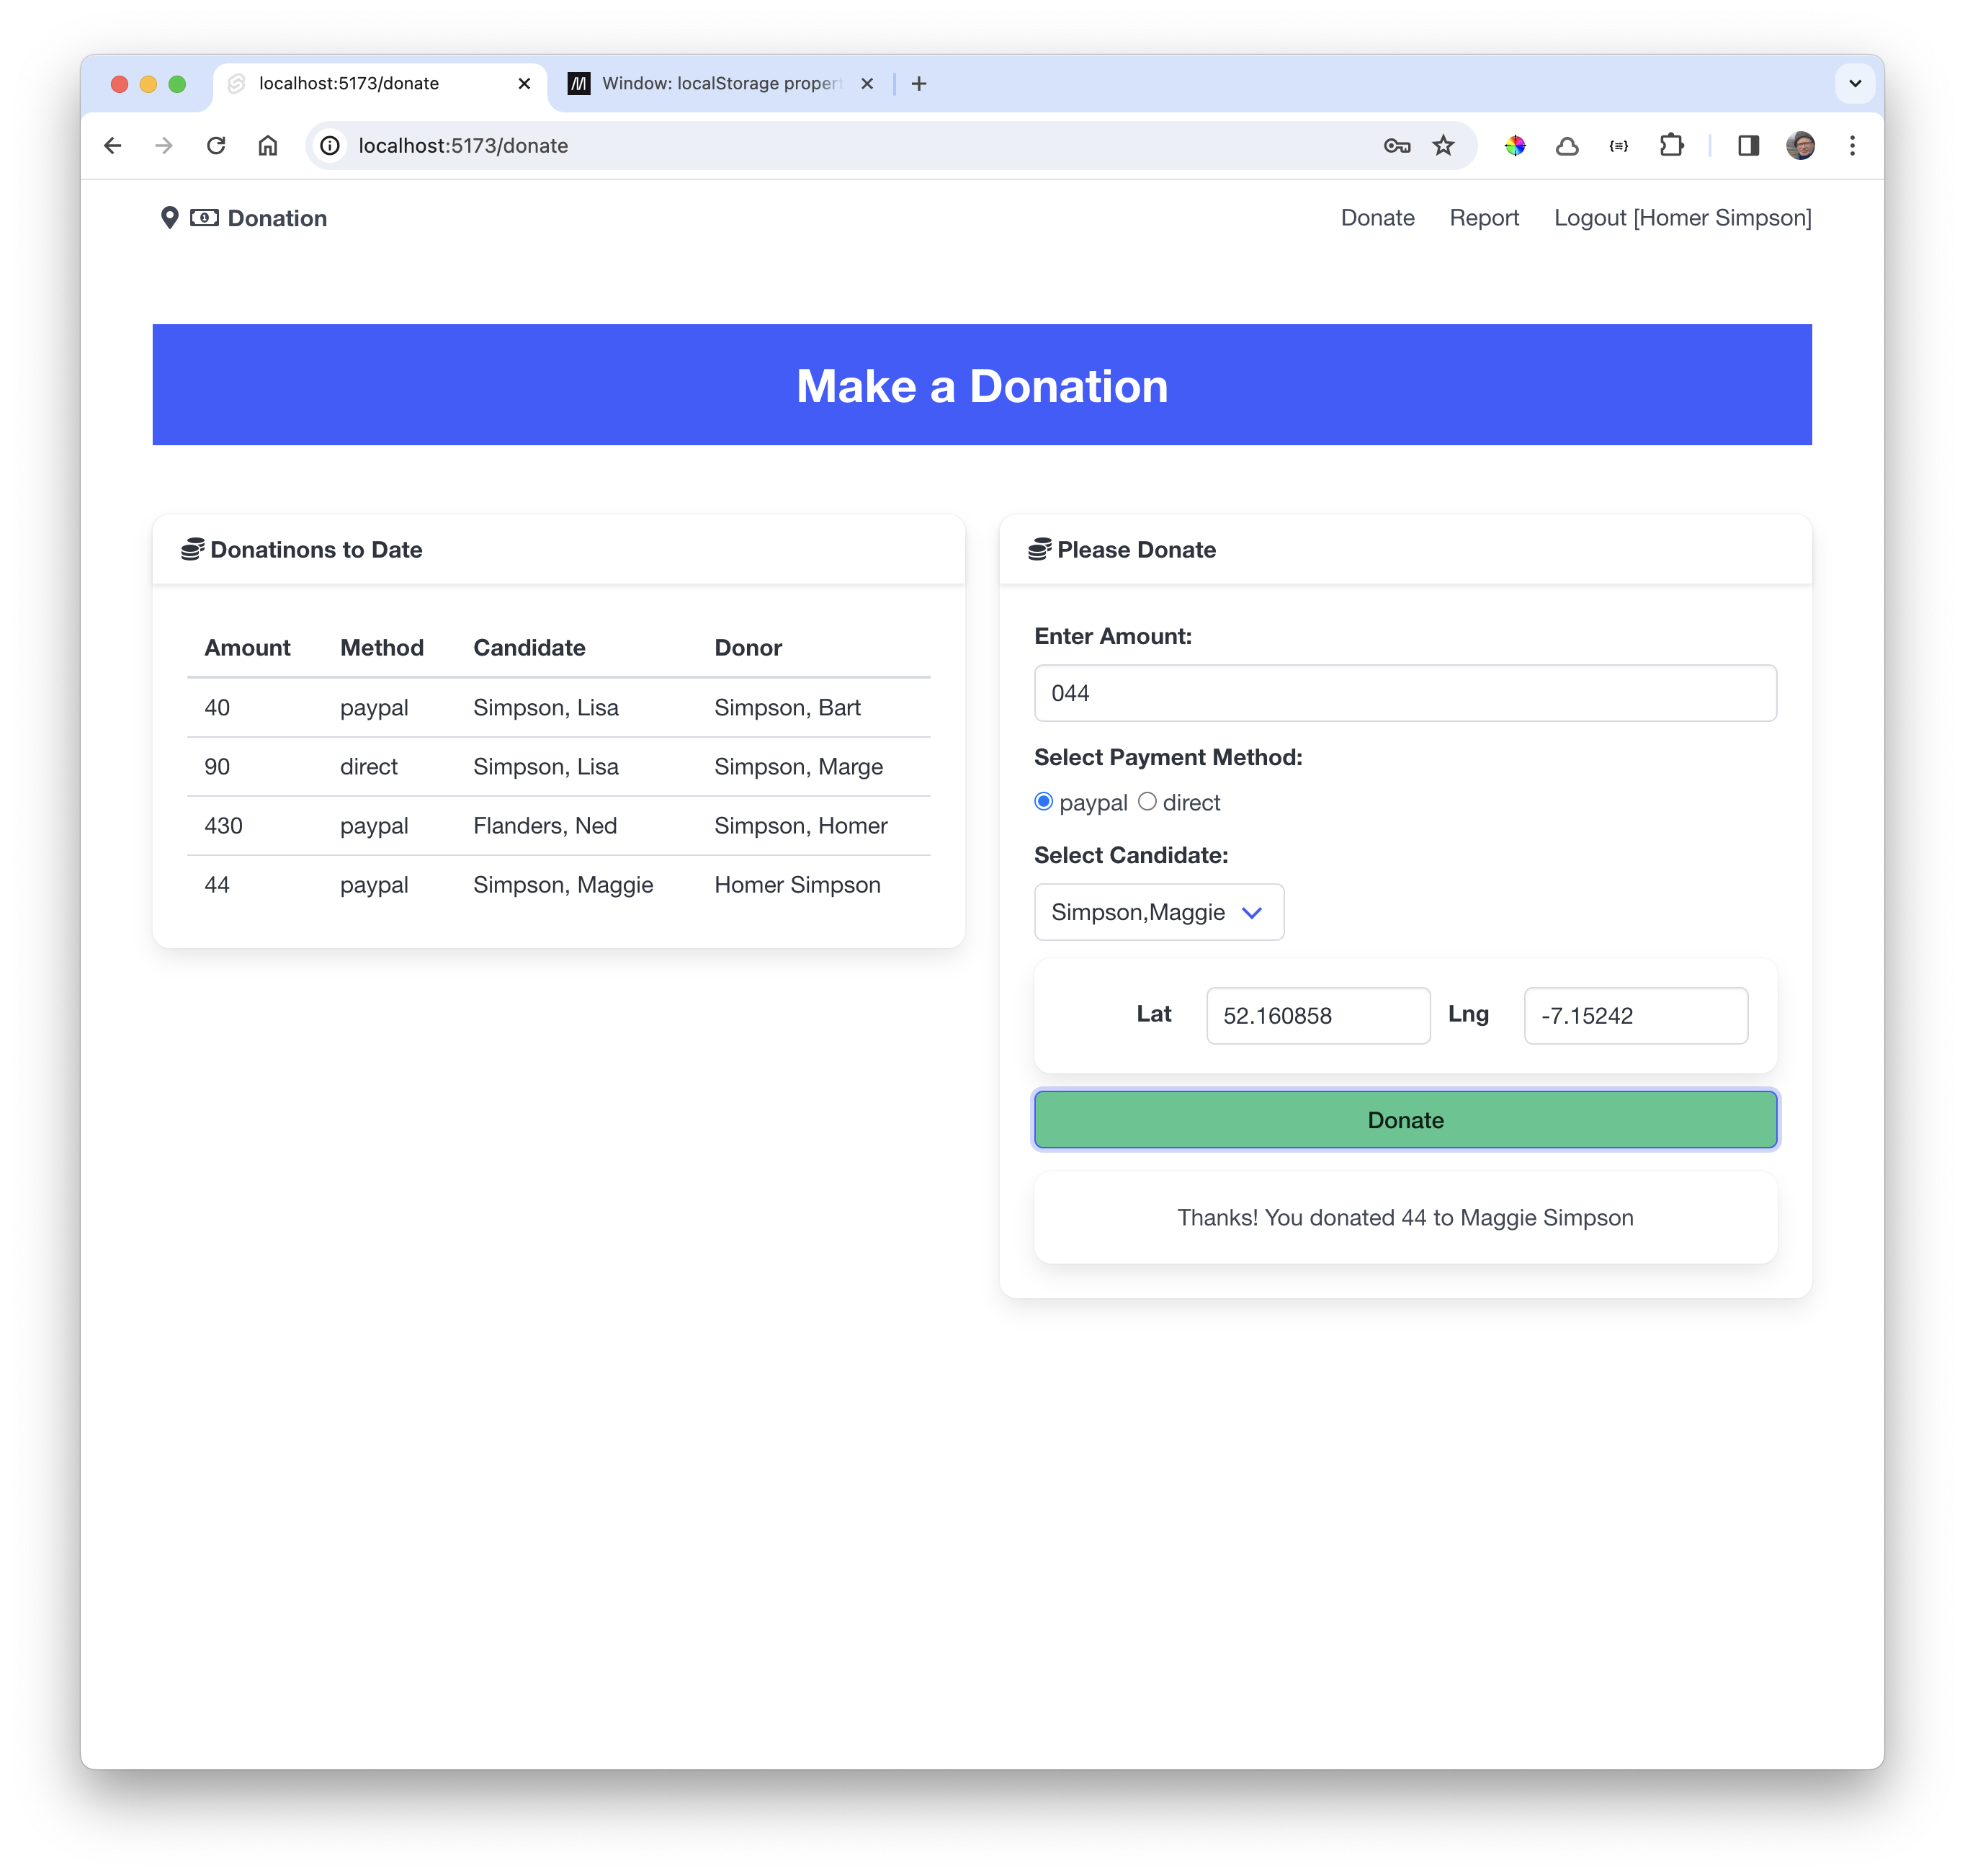 localhost:5173/donate
Window: localStorage proper
localhost:5173/donate
Donation
Donate Report Logout [Homer Simpson]
Make a Donation
Donatinons to Date
Amount Method Candidate Donor
40 paypal Simpson, Lisa Simpson, Bart
90 direct Simpson, Lisa Simpson, Marge
430 paypal Flanders, Ned Simpson, Homer
44 paypal Simpson, Maggie Homer Simpson
Please Donate
Enter Amount:
044
Select Payment Method:
paypal direct
Select Candidate:
Simpson,Maggie
Lat 52.160858 Lng -7.15242
Donate
Thanks! You donated 44 to Maggie Simpson